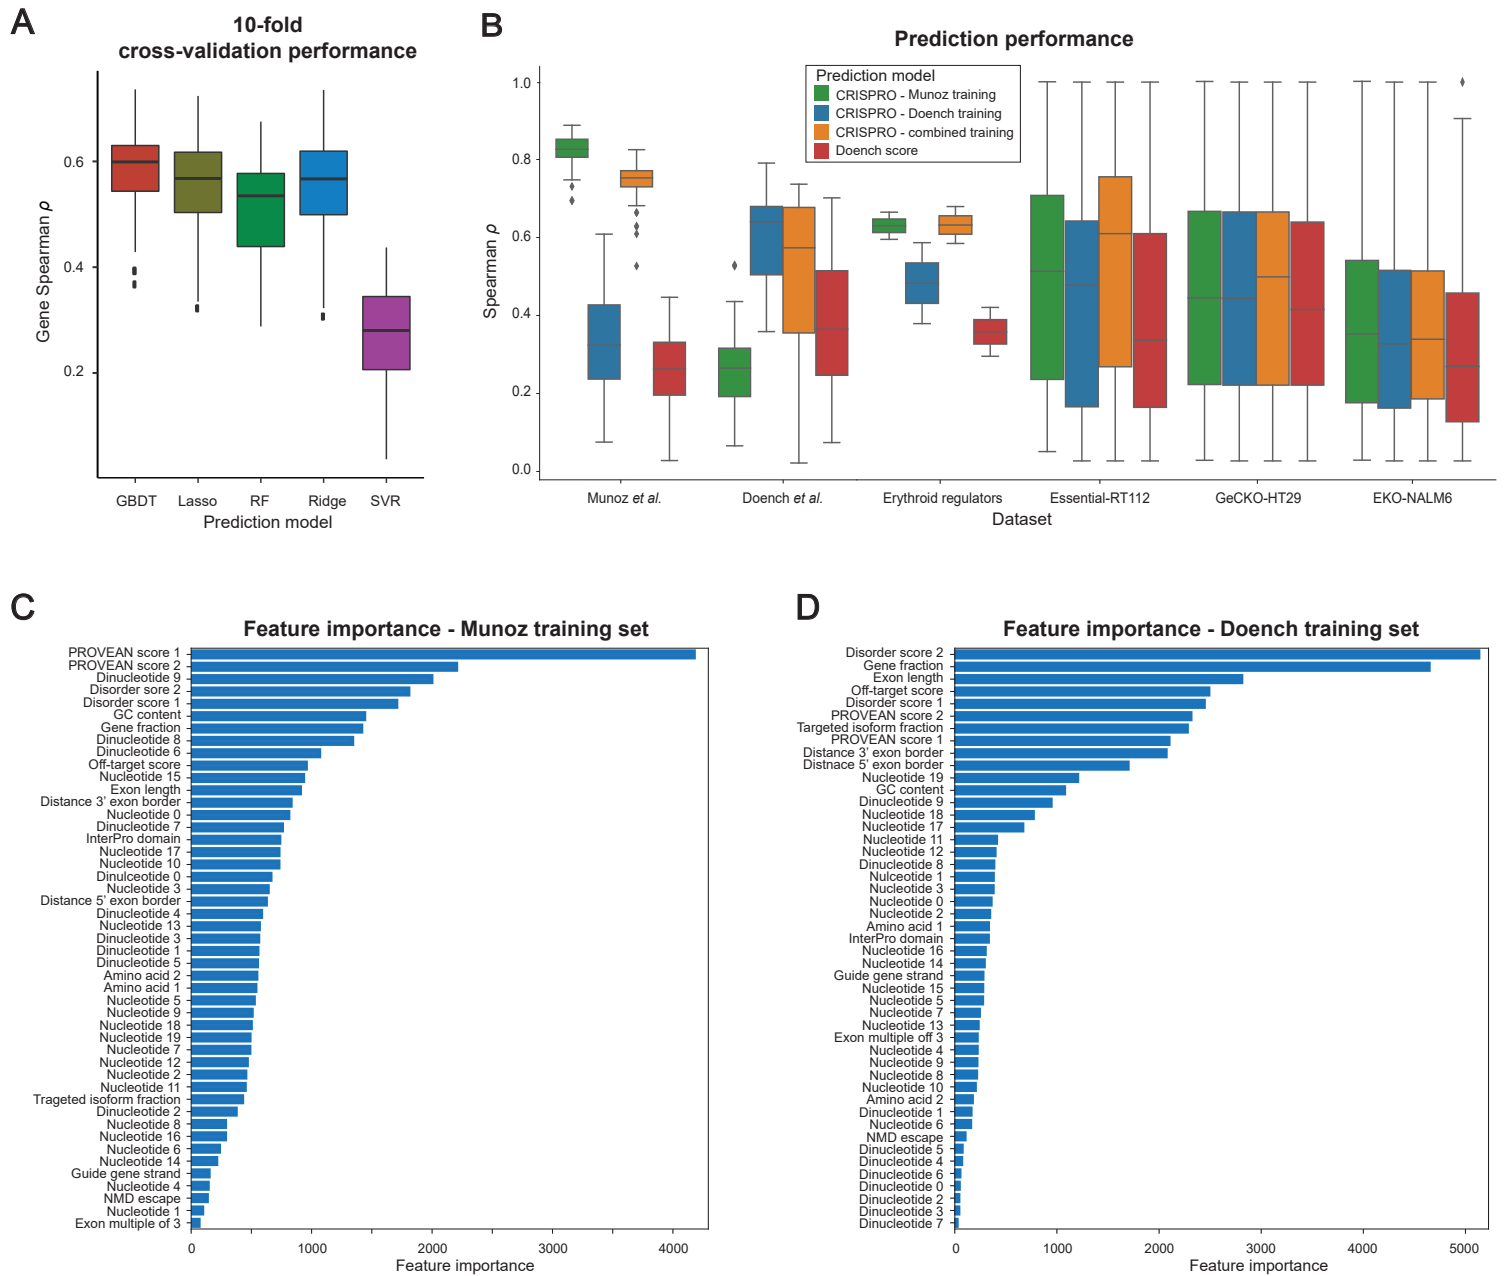 A
10-fold
cross-validation performance
Gene Spearman ρ
0.6
0.4
0.2
GBDT Lasso RF Ridge SVR
Prediction model
B
Prediction performance
Prediction model
CRISPRO - Munoz training
CRISPRO - Doench training
CRISPRO - combined training
Doench score
Spearman ρ
1.0
0.8
0.6
0.4
0.2
0.0
Munoz et al. Doench et al. Erythroid regulators Essential-RT112 GeCKO-HT29 EKO-NALM6
Dataset
C
Feature importance - Munoz training set
PROVEAN score 1
PROVEAN score 2
Dinucleotide 9
Disorder sore 2
Disorder score 1
GC content
Gene fraction
Dinucleotide 8
Dinucleotide 6
Off-target score
Nucleotide 15
Exon length
Distance 3' exon border
Nucleotide 0
Dinucleotide 7
InterPro domain
Nucleotide 17
Nucleotide 10
Dinulceotide 0
Nucleotide 3
Distance 5' exon border
Dinucleotide 4
Nucleotide 13
Dinucleotide 3
Dinucleotide 1
Dinucleotide 5
Amino acid 2
Amino acid 1
Nucleotide 5
Nucleotide 9
Nucleotide 18
Nucleotide 19
Nucleotide 7
Nucleotide 12
Nucleotide 2
Nucleotide 11
Trageted isoform fraction
Dinucleotide 2
Nucleotide 8
Nucleotide 16
Nucleotide 6
Nucleotide 14
Guide gene strand
Nucleotide 4
NMD escape
Nucleotide 1
Exon multiple of 3
0 1000 2000 3000 4000
Feature importance
D
Feature importance - Doench training set
Disorder score 2
Gene fraction
Exon length
Off-target score
Disorder score 1
PROVEAN score 2
Targeted isoform fraction
PROVEAN score 1
Distance 3' exon border
Distnace 5' exon border
Nucleotide 19
GC content
Dinucleotide 9
Nucleotide 18
Nucleotide 17
Nucleotide 11
Nucleotide 12
Dinucleotide 8
Nulceotide 1
Nucleotide 3
Nucleotide 0
Nucleotide 2
Amino acid 1
InterPro domain
Nucleotide 16
Nucleotide 14
Guide gene strand
Nucleotide 15
Nucleotide 5
Nucleotide 7
Nucleotide 13
Exon multiple off 3
Nucleotide 4
Nucleotide 9
Nucleotide 8
Nucleotide 10
Amino acid 2
Dinucleotide 1
Nucleotide 6
NMD escape
Dinucleotide 5
Dinucleotide 4
Dinucleotide 6
Dinucleotide 0
Dinucleotide 2
Dinucleotide 3
Dinucleotide 7
0 1000 2000 3000 4000 5000
Feature importance